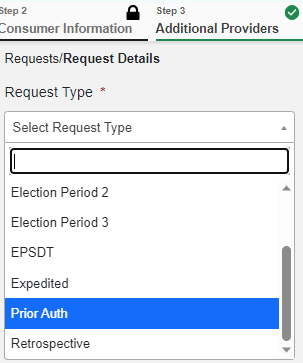 Step 2
Step 3
Consumer Information
Additional Providers
Requests/Request Details
Request Type *
Select Request Type
Election Period 2
Election Period 3
EPSDT
Expedited
Prior Auth
Retrospective